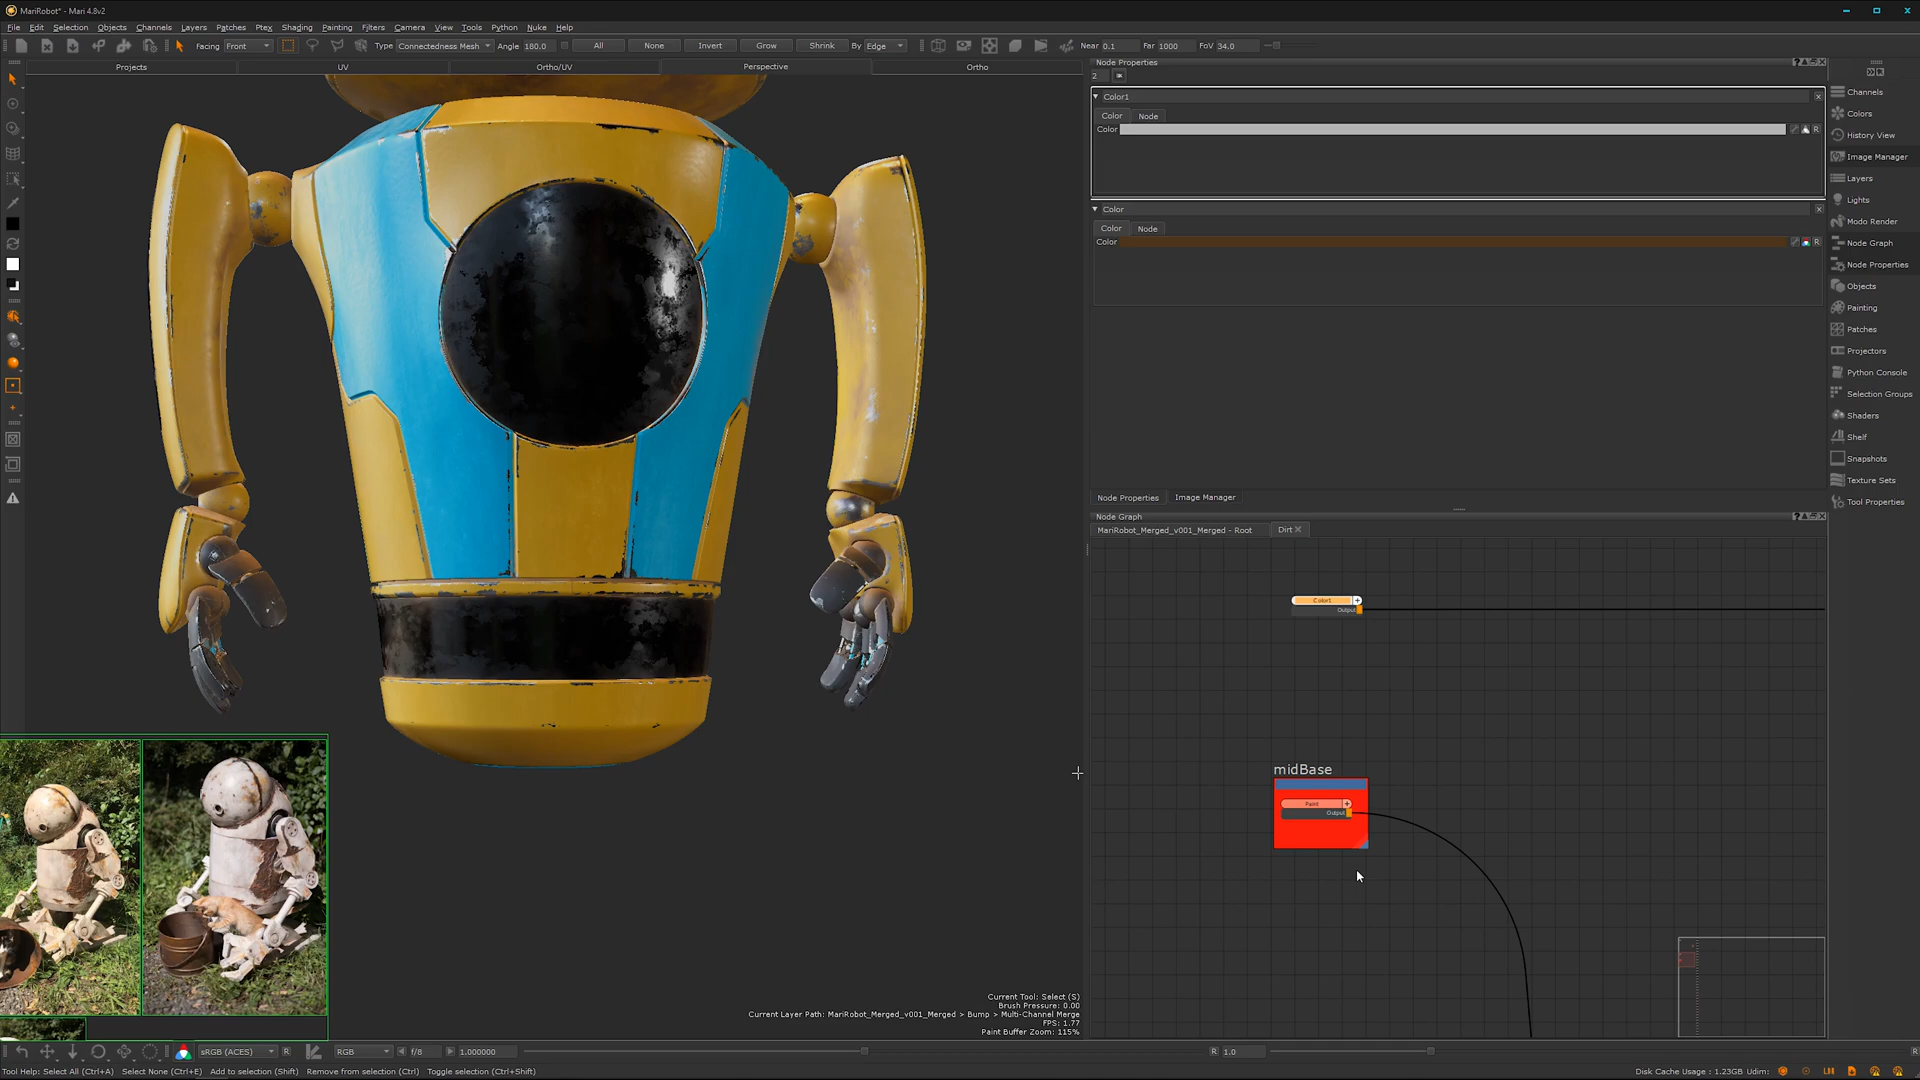 MariRobot* - Mari 4.8v2
File Edit Selection Objects Channels Layers Patches Ptex Shading Painting Filters Camera View Tools Python Nuke Help
Facing Front Type Connectedness Mesh Angle 180.0 All None Invert Grow Shrink By Edge Near 0.1 Far 1000 FoV 34.0
Projects UV Ortho/UV Perspective Ortho
Node Properties
2
Color1
Color Node
Color R
Color
Color Node
Color R
Node Properties Image Manager
Node Graph
MariRobot_Merged_v001_Merged - Root Dirt
Color1 +
Output
midBase
Paint +
Output
Channels
Colors
History View
Image Manager
Layers
Lights
Modo Render
Node Graph
Node Properties
Objects
Painting
Patches
Projectors
Python Console
Selection Groups
Shaders
Shelf
Snapshots
Texture Sets
Tool Properties
Current Tool: Select (S)
Brush Pressure: 0.00
Current Layer Path: MariRobot_Merged_v001_Merged > Bump > Multi-Channel Merge
FPS: 1.77
Paint Buffer Zoom: 115%
sRGB (ACES) R RGB f/8 1.000000 R 1.0 R
Tool Help: Select All (Ctrl+A) Select None (Ctrl+E) Add to selection (Shift) Remove from selection (Ctrl) Toggle selection (Ctrl+Shift) Disk Cache Usage : 1.23GB Udim: